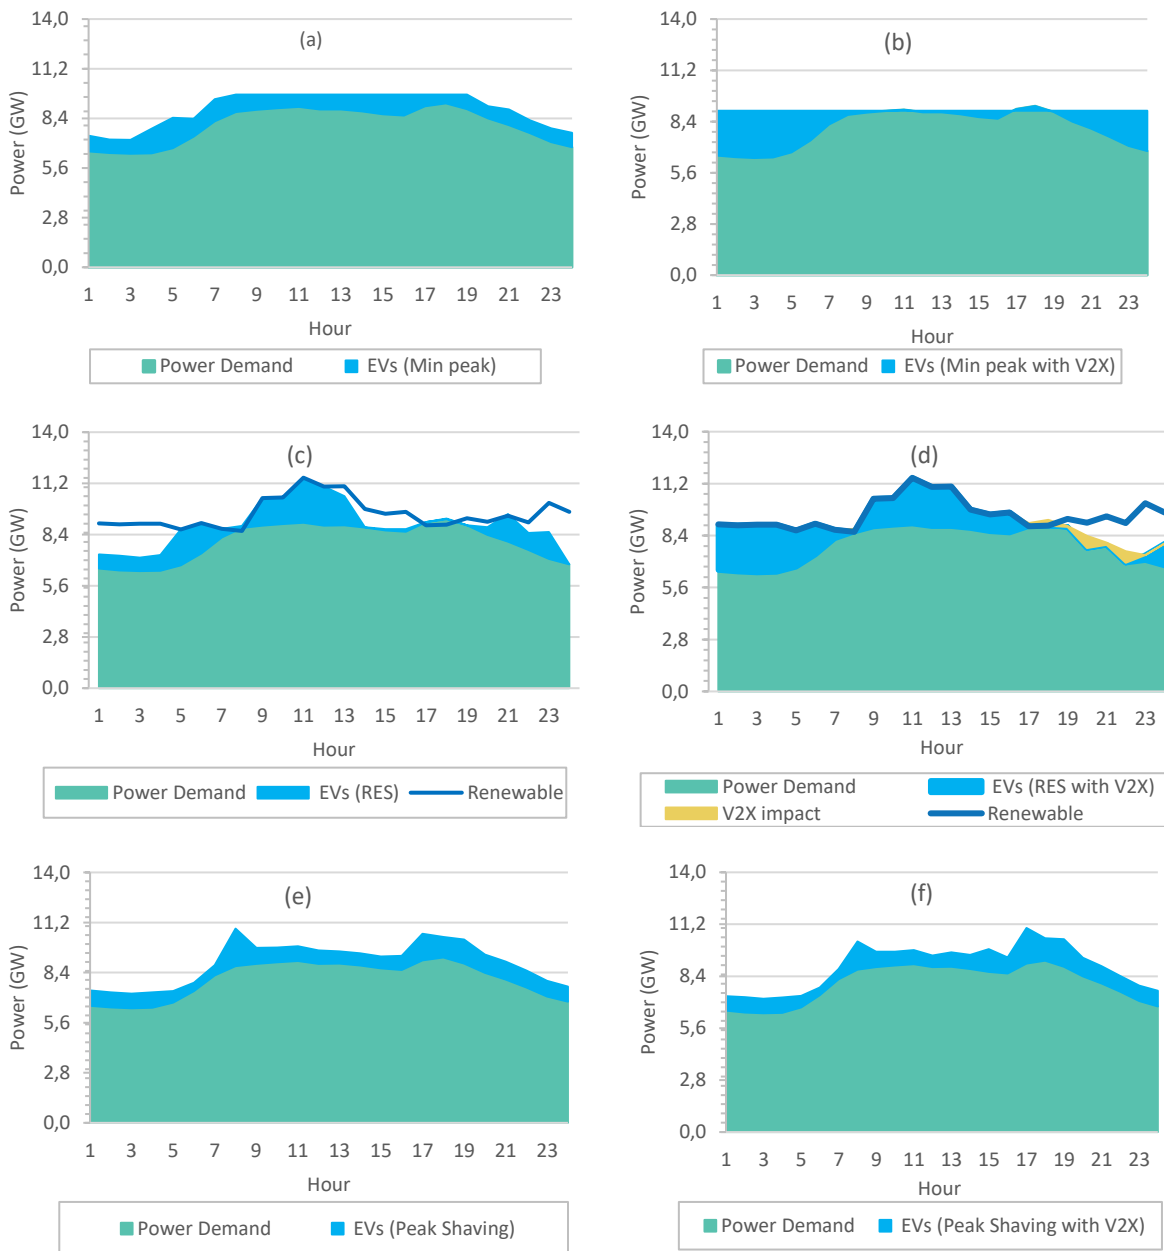 (a)
Power (GW)
14,0
11,2
8,4
5,6
2,8
0,0
1 3 5 7 9 11 13 15 17 19 21 23
Hour
Power Demand EVs (Min peak)
(b)
Power (GW)
14,0
11,2
8,4
5,6
2,8
0,0
1 3 5 7 9 11 13 15 17 19 21 23
Hour
Power Demand EVs (Min peak with V2X)
(c)
Power (GW)
14,0
11,2
8,4
5,6
2,8
0,0
1 3 5 7 9 11 13 15 17 19 21 23
Hour
Power Demand EVs (RES) Renewable
(d)
Power (GW)
14,0
11,2
8,4
5,6
2,8
0,0
1 3 5 7 9 11 13 15 17 19 21 23
Hour
Power Demand EVs (RES with V2X)
V2X impact Renewable
(e)
Power (GW)
14,0
11,2
8,4
5,6
2,8
0,0
1 3 5 7 9 11 13 15 17 19 21 23
Hour
Power Demand EVs (Peak Shaving)
(f)
Power (GW)
14,0
11,2
8,4
5,6
2,8
0,0
1 3 5 7 9 11 13 15 17 19 21 23
Hour
Power Demand EVs (Peak Shaving with V2X)